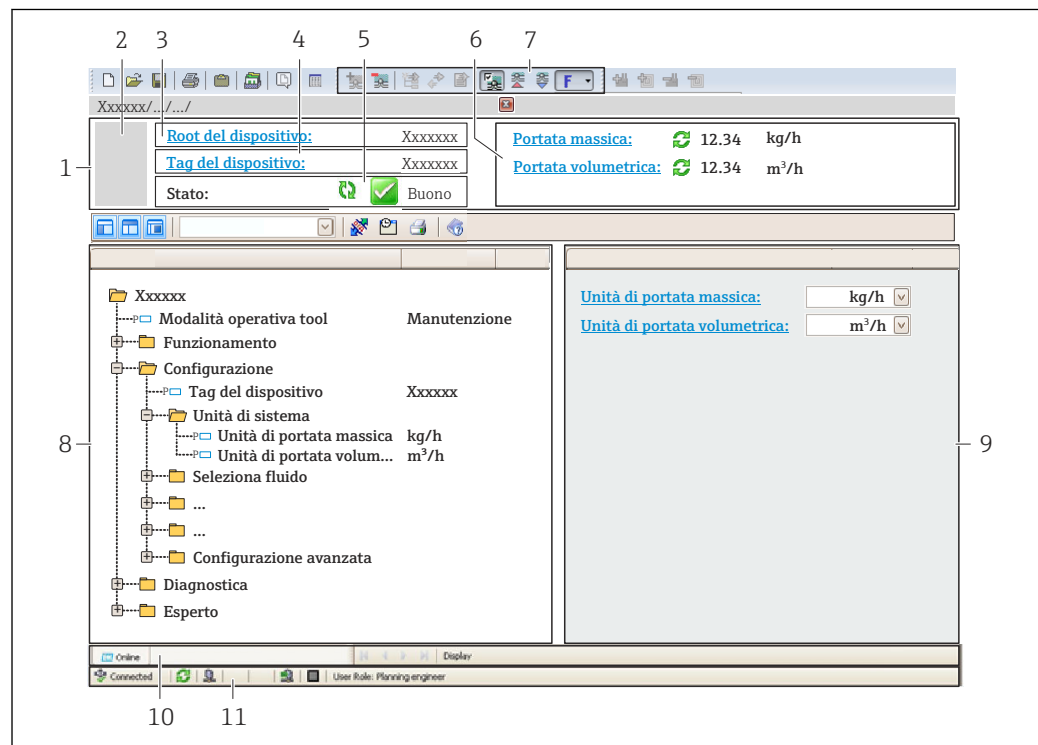 2 3 4 5 6 7
F
Xxxxxx/.../.../
1
Root del dispositivo: Xxxxxxx
Tag del dispositivo: Xxxxxxx
Stato: Buono
Portata massica: 12.34 kg/h
Portata volumetrica: 12.34 m³/h
Xxxxxx
P Modalità operativa tool Manutenzione
Funzionamento
Configurazione
P Tag del dispositivo Xxxxxx
Unità di sistema
P Unità di portata massica kg/h
P Unità di portata volum... m³/h
Seleziona fluido
...
...
Configurazione avanzata
Diagnostica
Esperto
Unità di portata massica: kg/h
Unità di portata volumetrica: m³/h
8
9
Online Display
Connected User Role: Planning engineer
10 11